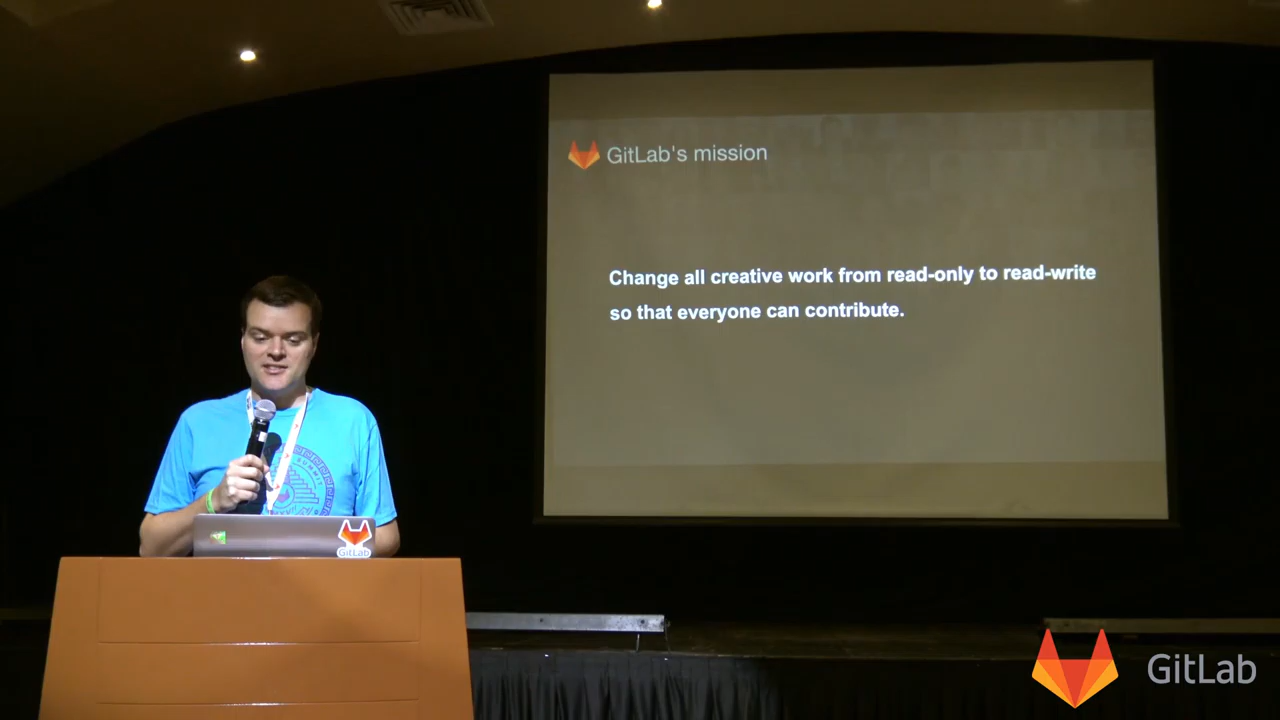 GitLab's mission
Change all creative work from read-only to read-write
so that everyone can contribute.
SUMMIT
GitLab
GitLab